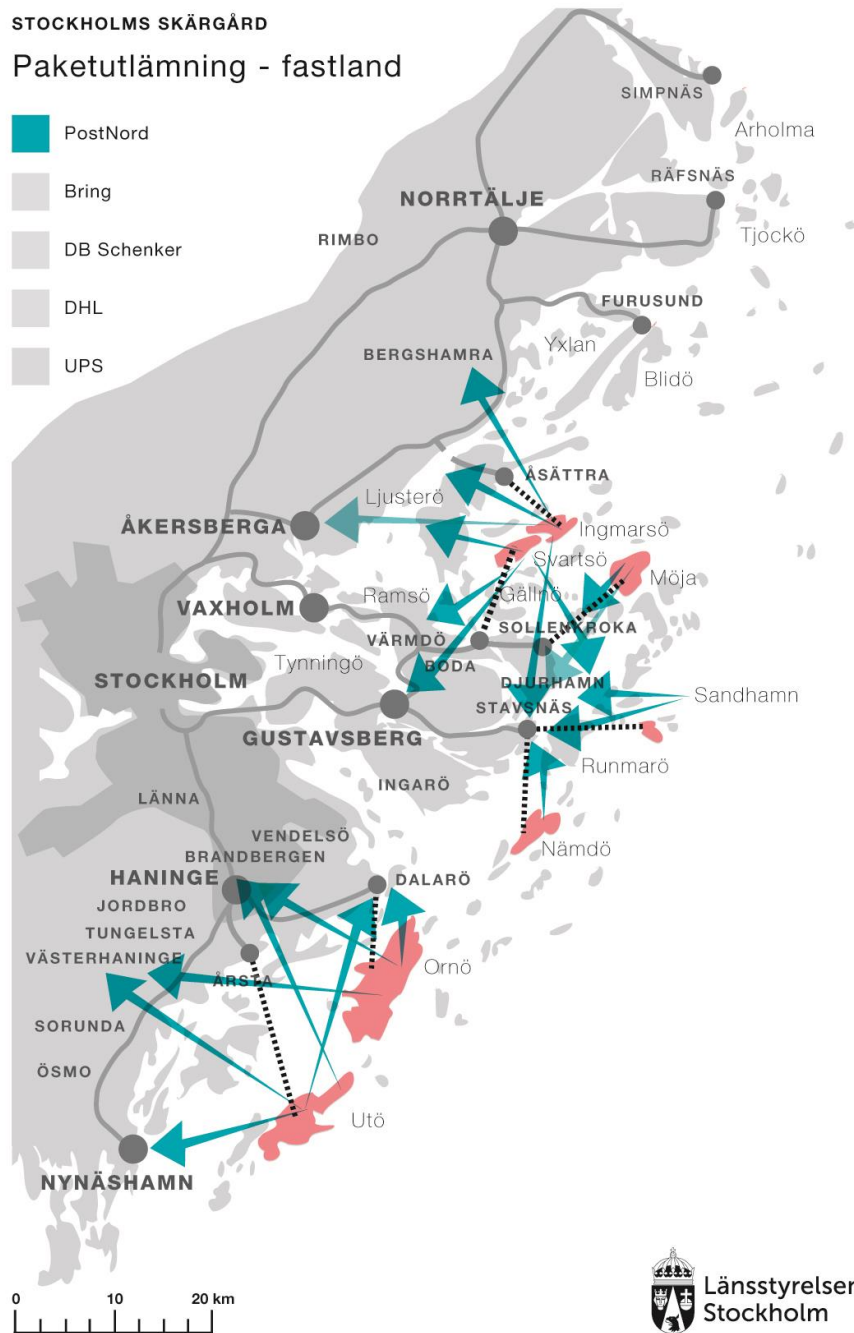 STOCKHOLMS SKÄRGÅRD
Paketutlämning - fastland
PostNord
Bring
DB Schenker
DHL
UPS
SIMPNÄS
Arholma
RÄFSNÄS
NORRTÄLJE
Tjockö
RIMBO
FURUSUND
Yxlan
BERGSHAMRA
Blidö
ÅSÄTTRA
Ljusterö
ÅKERSBERGA
Ingmarsö
Svartsö
Möja
Ramsö
Gällnö
VAXHOLM
SOLLENKROKA
VÄRMDÖ
Tynningö
BODA
STOCKHOLM
DJURHAMN
Sandhamn
STAVSNÄS
GUSTAVSBERG
Runmarö
INGARÖ
LÄNNA
VENDELSÖ
Nämdö
BRANDBERGEN
HANINGE
DALARÖ
JORDBRO
TUNGELSTA
VÄSTERHANINGE
Ornö
ÅRSTA
SORUNDA
ÖSMO
Utö
NYNÄSHAMN
0 10 20 km
Länsstyrelsen
Stockholm